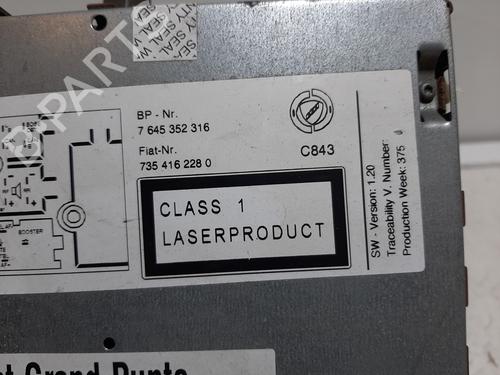 BP - Nr.
7 645 352 316
Fiat-Nr.
735 416 228 0
C843
CLASS 1
LASERPRODUCT
SW - Version: 1.20
Traceability V. Number:
Production Week: 375
BOOSTER
Grand Punto